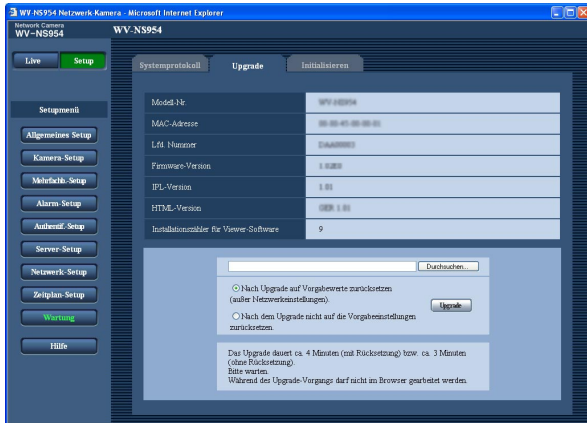 WV-NS954 Netzwerk-Kamera - Microsoft Internet Explorer
Network Camera
WV-NS954
WV-NS954
Live
Setup
Systemprotokoll
Upgrade
Initialisieren
Setupmenü
Allgemeines Setup
Kamera-Setup
Mehrfachb.-Setup
Alarm-Setup
Authentif.-Setup
Server-Setup
Netzwerk-Setup
Zeitplan-Setup
Wartung
Hilfe
Modell-Nr.
MAC-Adresse
Lfd. Nummer
Firmware-Version
IPL-Version
1.01
HTML-Version
GER 1.01
Installationszähler für Viewer-Software
9
Durchsuchen...
Nach Upgrade auf Vorgabewerte zurücksetzen
(außer Netzwerkeinstellungen).
Upgrade
Nach dem Upgrade nicht auf die Vorgabeeinstellungen
zurücksetzen.
Das Upgrade dauert ca. 4 Minuten (mit Rücksetzung) bzw. ca. 3 Minuten
(ohne Rücksetzung).
Bitte warten.
Während des Upgrade-Vorgangs darf nicht im Browser gearbeitet werden.